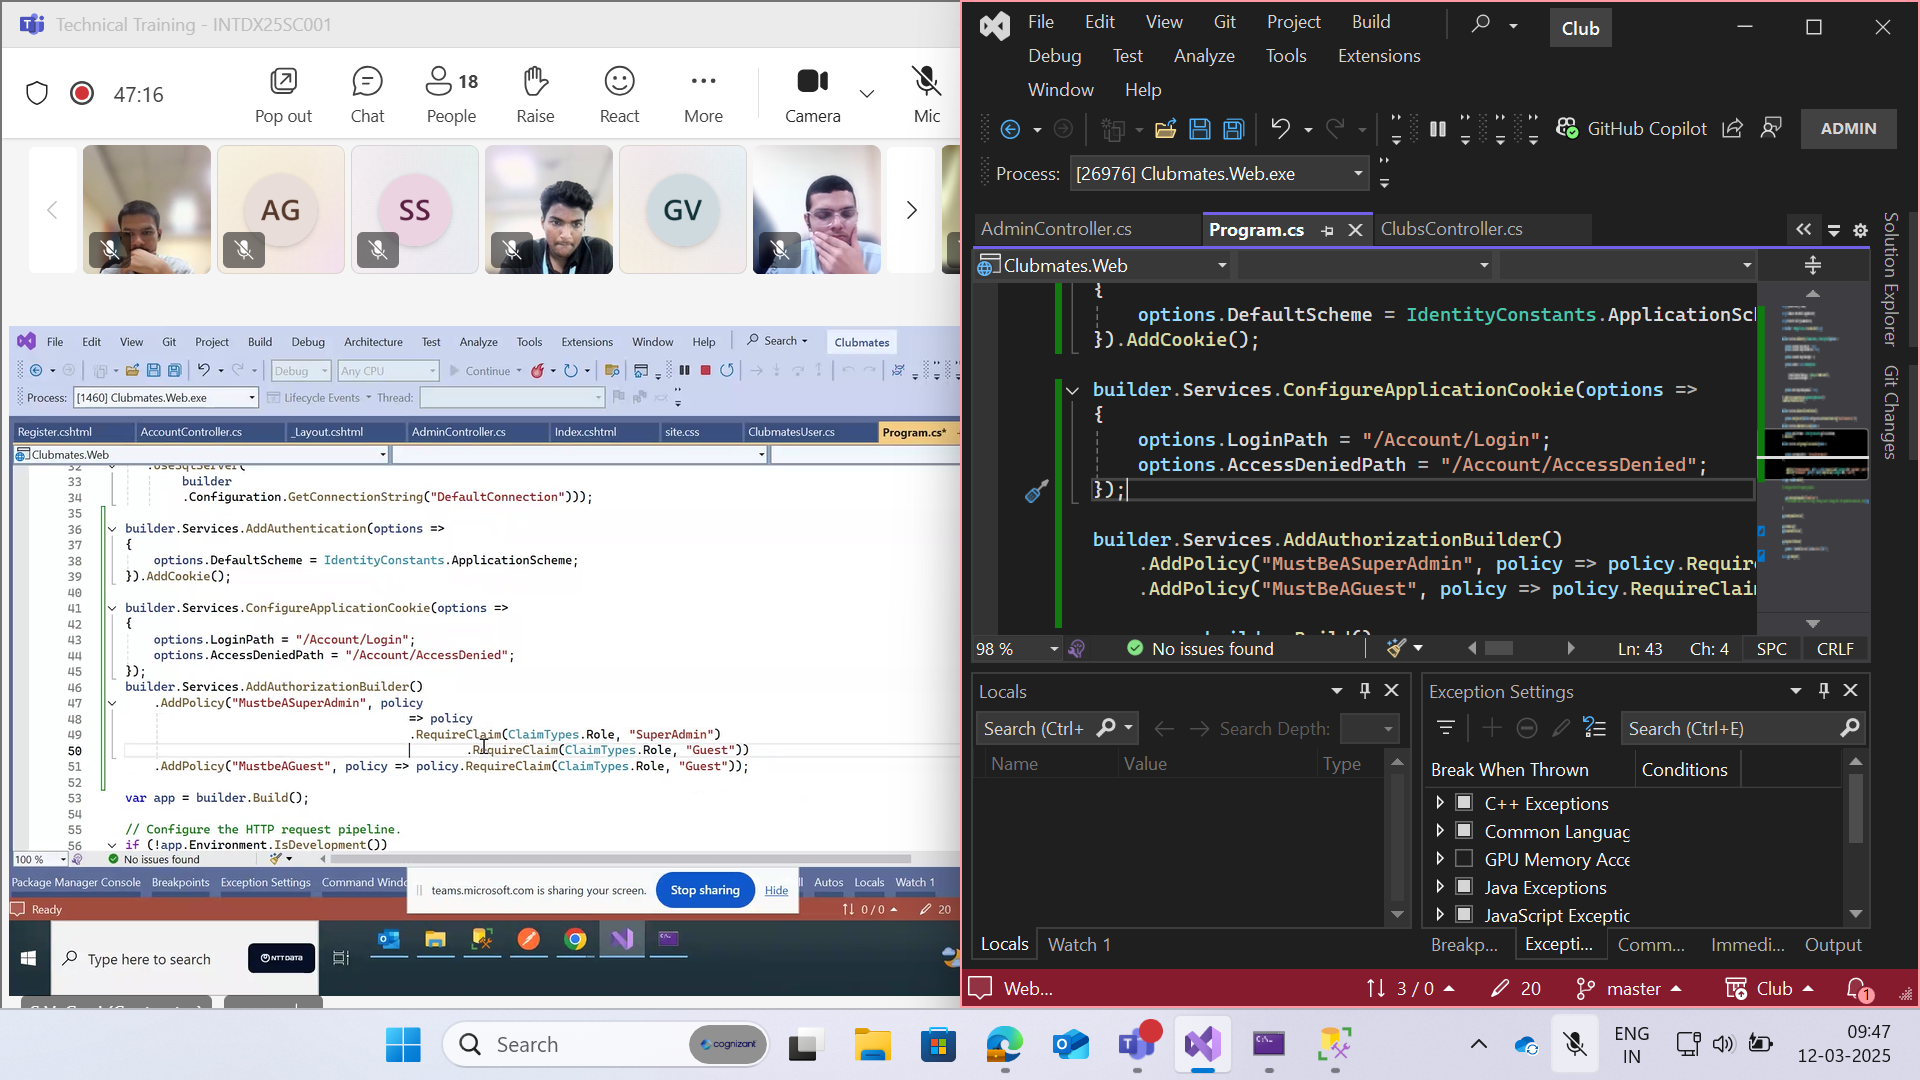 Technical Training - INTDX25SC001
47:16
Pop out
Chat
18
People
Raise
React
More
Camera
Mic
AG
SS
GV
File Edit View Git Project Build Debug Architecture Test Analyze Tools Extensions Window Help Search Clubmates
Debug Any CPU Continue
Process: [1460] Clubmates.Web.exe Lifecycle Events Thread:
Register.cshtml AccountController.cs _Layout.cshtml AdminController.cs Index.cshtml site.css ClubmatesUser.cs Program.cs*
Clubmates.Web
32 .UseSqlServer(
33 builder
34 .Configuration.GetConnectionString("DefaultConnection")));
35
36 builder.Services.AddAuthentication(options =>
37 {
38 options.DefaultScheme = IdentityConstants.ApplicationScheme;
39 }).AddCookie();
40
41 builder.Services.ConfigureApplicationCookie(options =>
42 {
43 options.LoginPath = "/Account/Login";
44 options.AccessDeniedPath = "/Account/AccessDenied";
45 });
46 builder.Services.AddAuthorizationBuilder()
47 .AddPolicy("MustbeASuperAdmin", policy
48 => policy
49 .RequireClaim(ClaimTypes.Role, "SuperAdmin")
50 .RequireClaim(ClaimTypes.Role, "Guest"))
51 .AddPolicy("MustbeAGuest", policy => policy.RequireClaim(ClaimTypes.Role, "Guest"));
52
53 var app = builder.Build();
54
55 // Configure the HTTP request pipeline.
56 if (!app.Environment.IsDevelopment())
100 % No issues found
Package Manager Console Breakpoints Exception Settings Command Windo
teams.microsoft.com is sharing your screen. Stop sharing Hide
Autos Locals Watch 1
Ready
0 / 0 20
Type here to search
NTT DATA
File Edit View Git Project Build
Club
Debug Test Analyze Tools Extensions
Window Help
GitHub Copilot
ADMIN
Process: [26976] Clubmates.Web.exe
AdminController.cs Program.cs ClubsController.cs
Clubmates.Web
{
options.DefaultScheme = IdentityConstants.ApplicationSc
}).AddCookie();
builder.Services.ConfigureApplicationCookie(options =>
{
options.LoginPath = "/Account/Login";
options.AccessDeniedPath = "/Account/AccessDenied";
});
builder.Services.AddAuthorizationBuilder()
.AddPolicy("MustBeASuperAdmin", policy => policy.Require
.AddPolicy("MustBeAGuest", policy => policy.RequireClai
98 % No issues found Ln: 43 Ch: 4 SPC CRLF
Solution Explorer
Git Changes
Locals
Search (Ctrl+
Search Depth:
Name Value Type
Locals Watch 1
Exception Settings
Search (Ctrl+E)
Break When Thrown Conditions
C++ Exceptions
Common Languag
GPU Memory Acce
Java Exceptions
JavaScript Exceptic
Breakp... Excepti... Comm... Immedi... Output
Web... 3 / 0 20 master Club 1
Search
cognizant
ENG
IN
09:47
12-03-2025